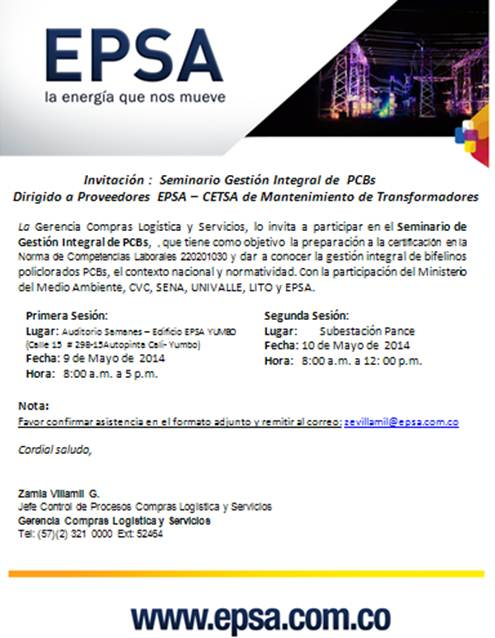 EPSA
la energía que nos mueve
Invitación : Seminario Gestión Integral de PCBs
Dirigido a Proveedores EPSA – CETSA de Mantenimiento de Transformadores
La Gerencia Compras Logística y Servicios, lo invita a participar en el Seminario de
Gestión Integral de PCBs, , que tiene como objetivo la preparación a la certificación en la
Norma de Competencias Laborales 220201030 y dar a conocer la gestión integral de bifelinos
policlorados PCBs, el contexto nacional y normatividad. Con la participación del Ministerio
del Medio Ambiente, CVC, SENA, UNIVALLE, LITO y EPSA.
Primera Sesión:
Lugar: Auditorio Samanes – Edificio EPSA YUMBO
(Calle 15 # 29B-15Autopinta Cali- Yumbo)
Fecha: 9 de Mayo de 2014
Hora: 8:00 a.m. a 5 p.m.
Segunda Sesión:
Lugar: Subestación Pance
Fecha: 10 de Mayo de 2014
Hora: 8:00 a.m. a 12: 00 p.m.
Nota:
Favor confirmar asistencia en el formato adjunto y remitir al correo: zevillamil@epsa.com.co
Cordial saludo,
Zamia Villamil G.
Jefe Control de Procesos Compras Logística y Servicios
Gerencia Compras Logística y Servicios
Tel: (57)(2) 321 0000 Ext: 52464
www.epsa.com.co